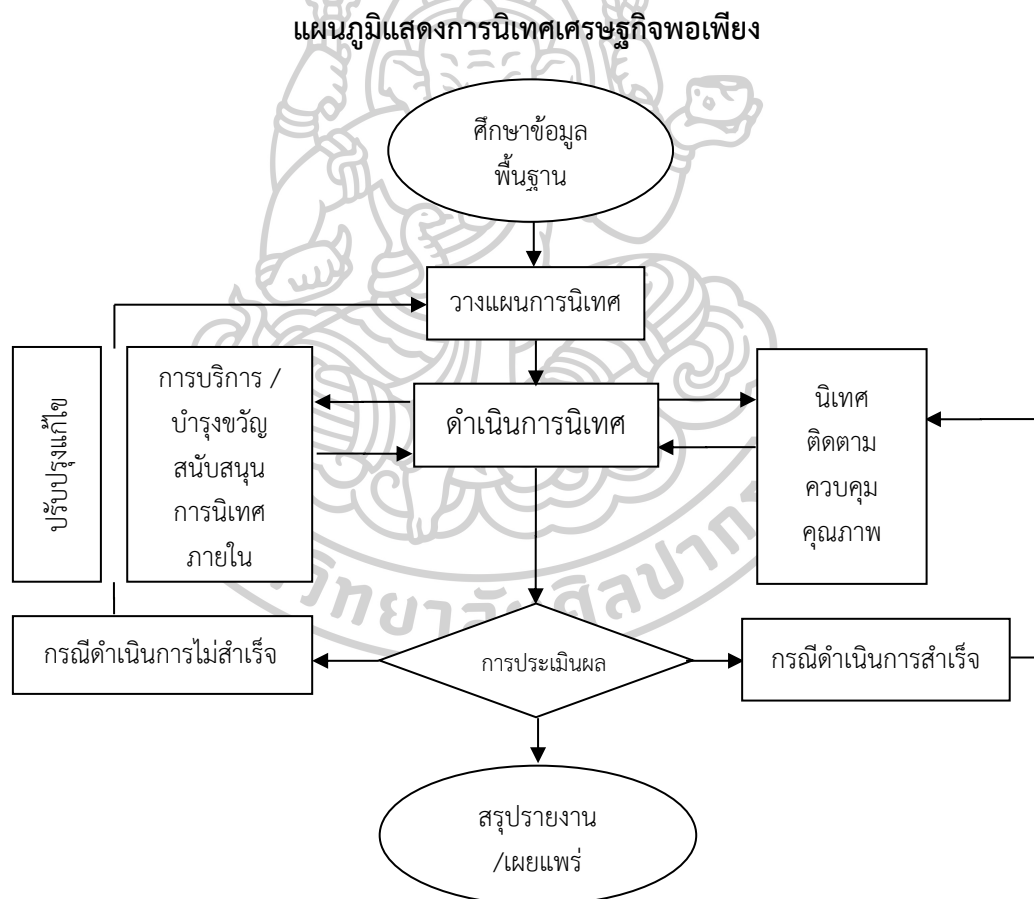 แผนภูมิแสดงการนิเทศเศรษฐกิจพอเพียง
ศึกษาข้อมูล
พื้นฐาน
วางแผนการนิเทศ
ปรับปรุงแก้ไข
การบริการ /
บำรุงขวัญ
สนับสนุน
การนิเทศ
ภายใน
ดำเนินการนิเทศ
นิเทศ
ติดตาม
ควบคุม
คุณภาพ
กรณีดำเนินการไม่สำเร็จ
การประเมินผล
กรณีดำเนินการสำเร็จ
สรุปรายงาน
/เผยแพร่